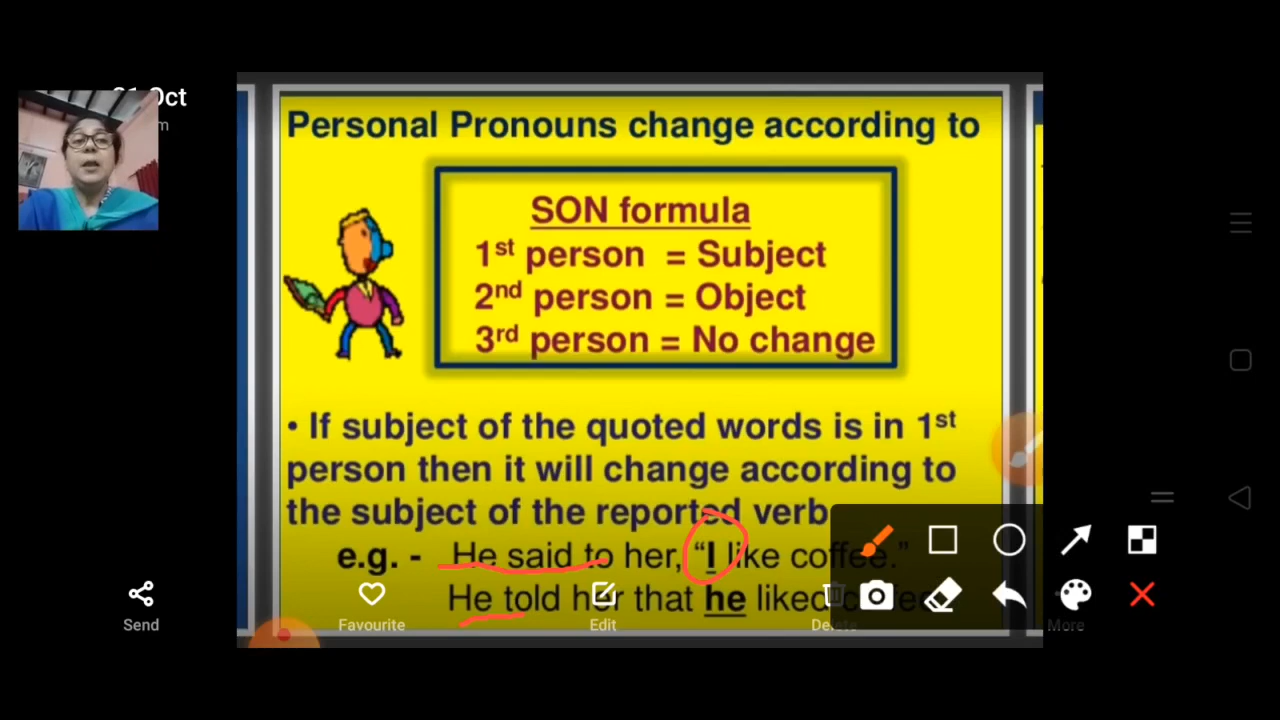 Oct
m
Personal Pronouns change according to
SON formula
1st person = Subject
2nd person = Object
3rd person = No change
• If subject of the quoted words is in 1st
person then it will change according to
the subject of the reported verb
e.g. - He said to her, “I like coffee.”
He told her that he liked
Send
Favourite
Edit
Delete
More